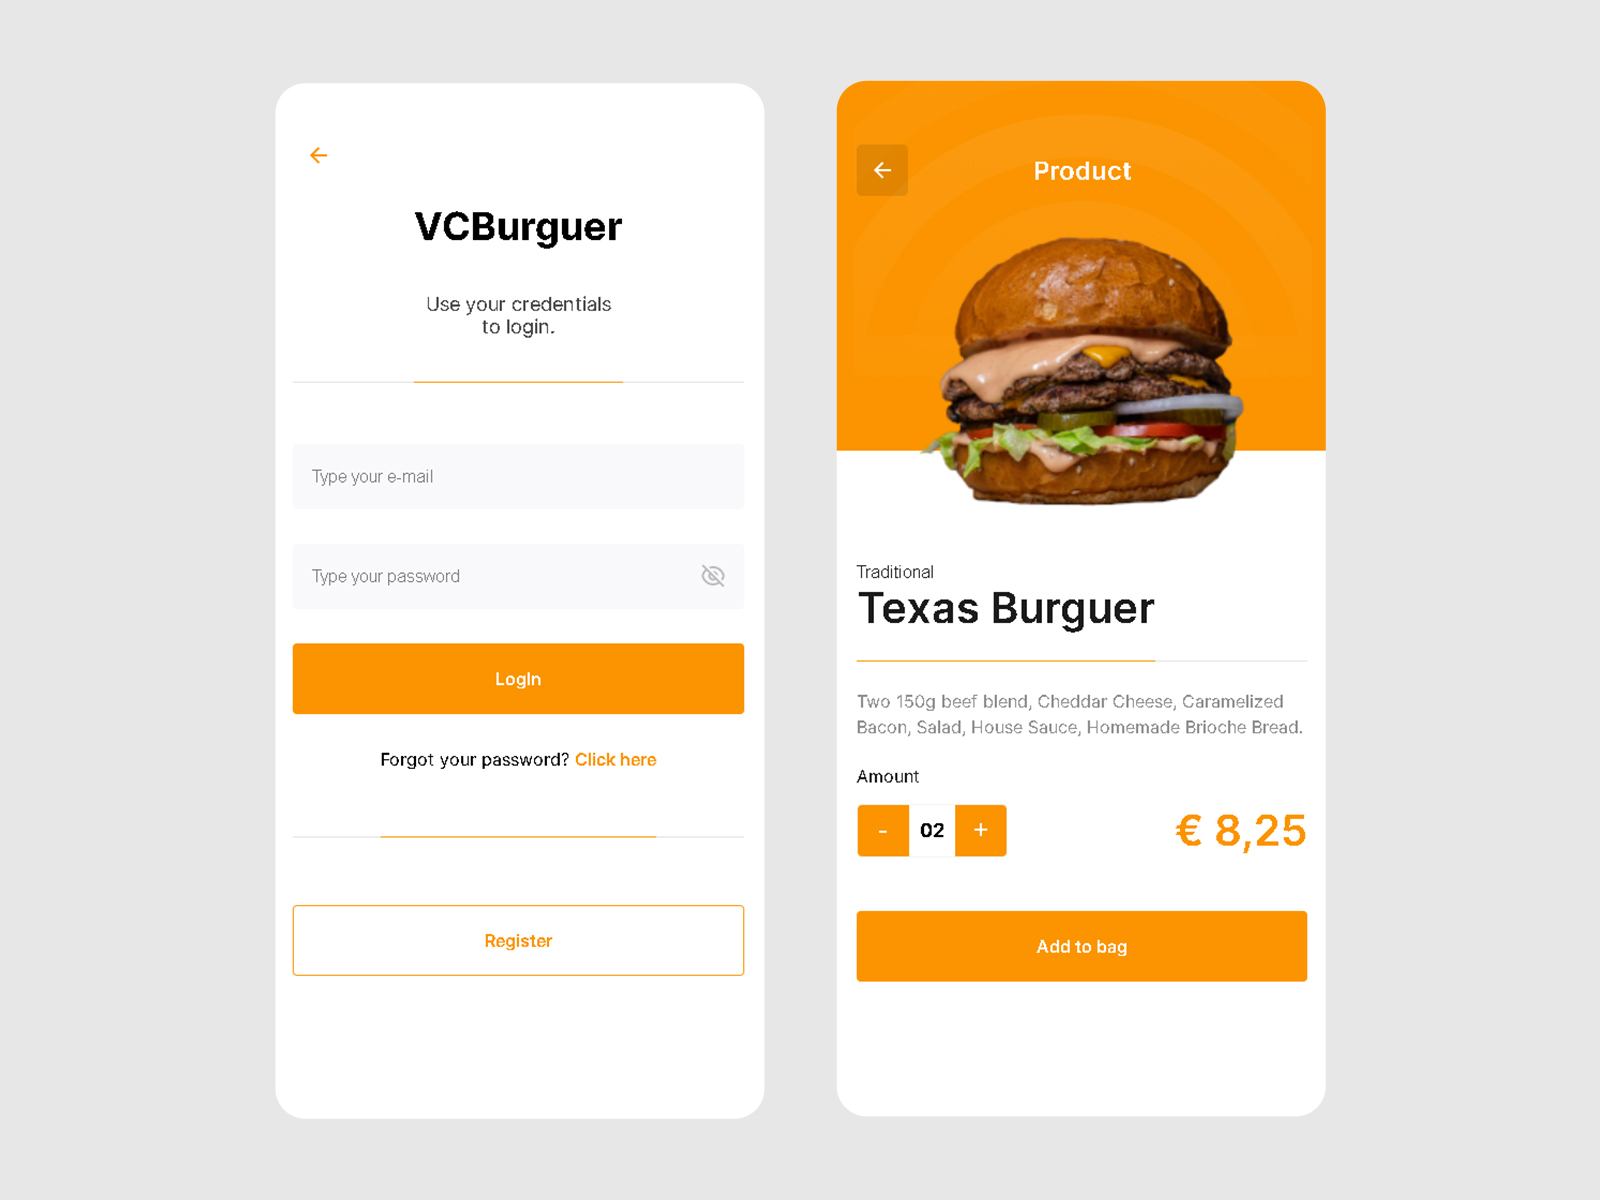 VCBurguer
Use your credentials
to login.
Type your e-mail
Type your password
LogIn
Forgot your password? Click here
Register
Product
Traditional
Texas Burguer
Two 150g beef blend, Cheddar Cheese, Caramelized
Bacon, Salad, House Sauce, Homemade Brioche Bread.
Amount
- 02 +
€ 8,25
Add to bag